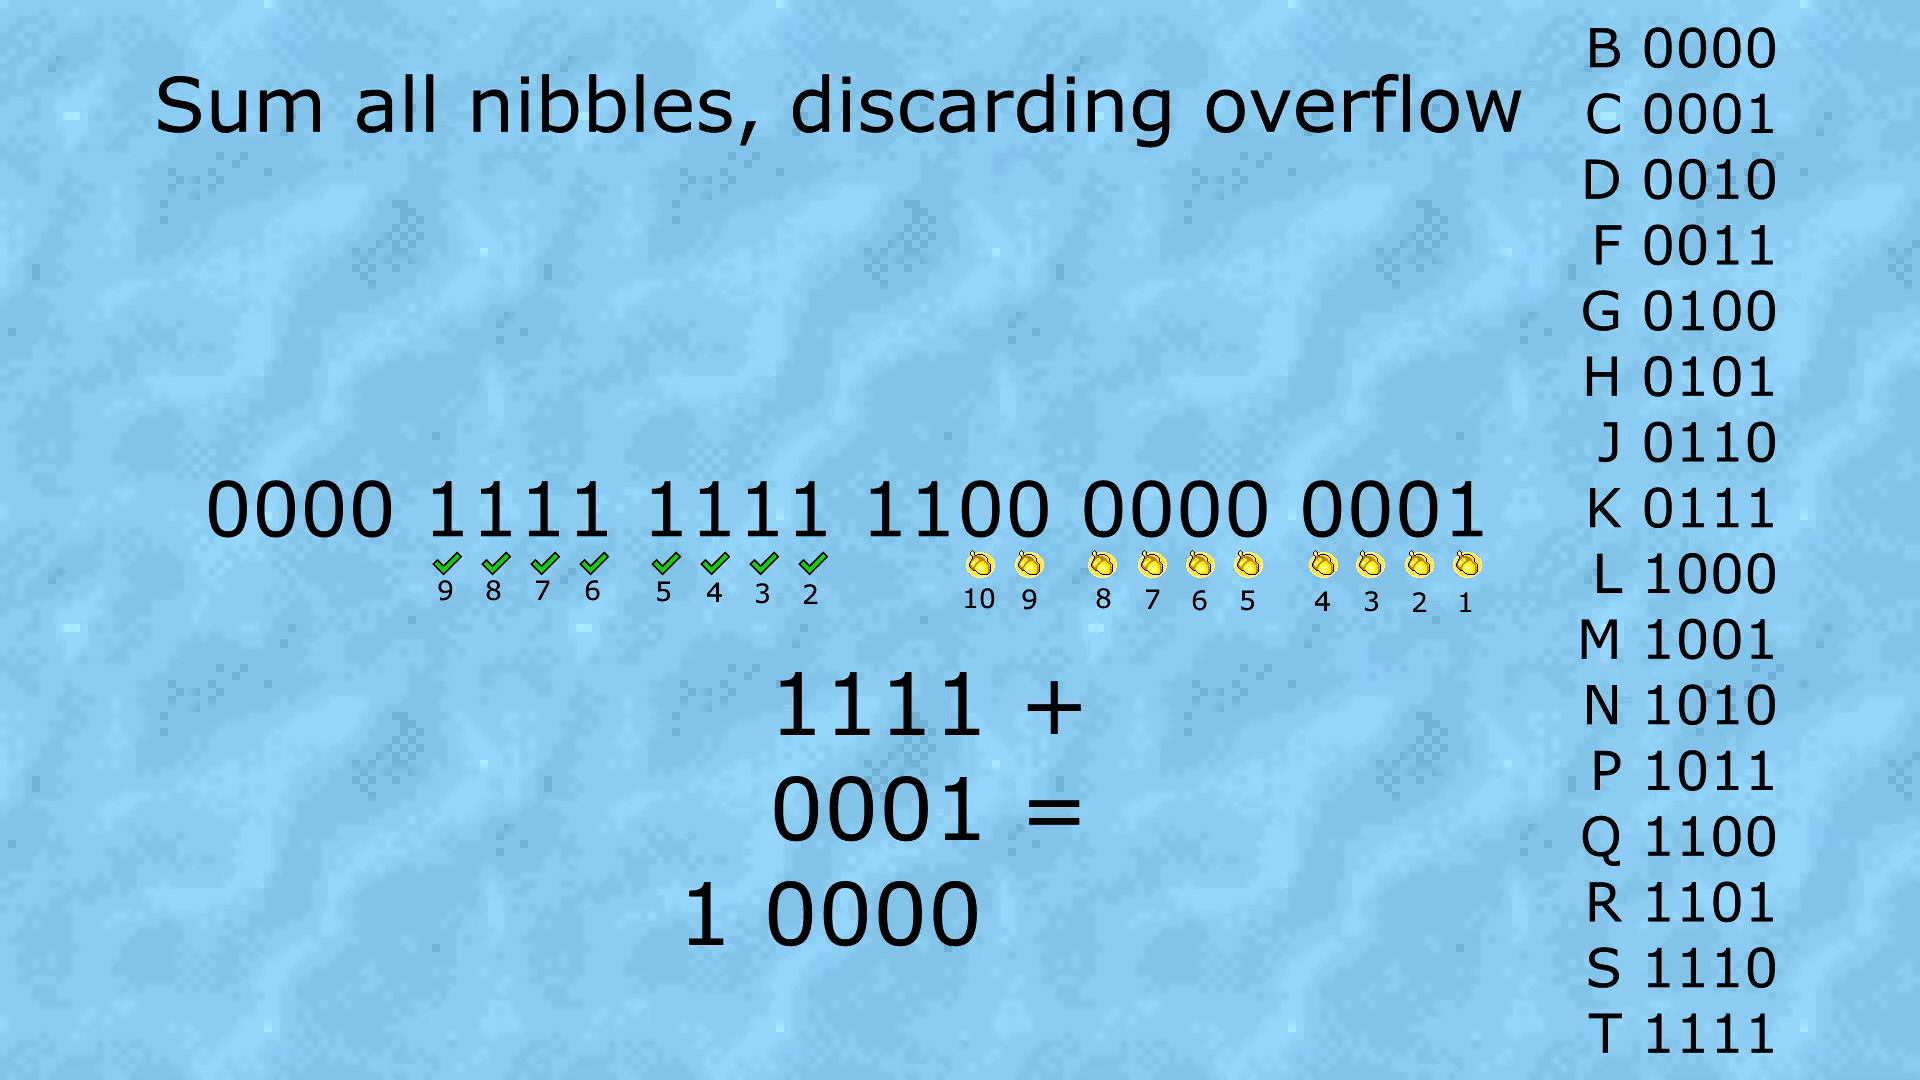 Sum all nibbles, discarding overflow
0000 1111 1111 1100 0000 0001
9 8 7 6 5 4 3 2 10 9 8 7 6 5 4 3 2 1
1111 +
0001 =
1 0000
B 0000
C 0001
D 0010
F 0011
G 0100
H 0101
J 0110
K 0111
L 1000
M 1001
N 1010
P 1011
Q 1100
R 1101
S 1110
T 1111